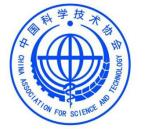 中国科学技术协会
CHINA ASSOCIATION FOR SCIENCE AND TECHNOLOGY